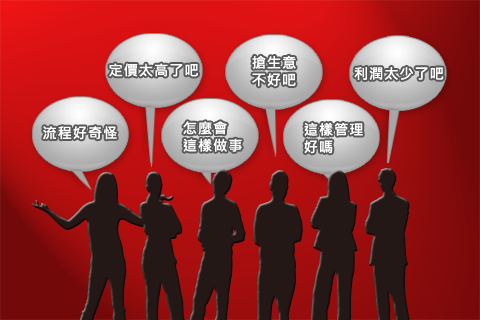 定價太高了吧
搶生意
不好吧
利潤太少了吧
流程好奇怪
怎麼會
這樣做事
這樣管理
好嗎